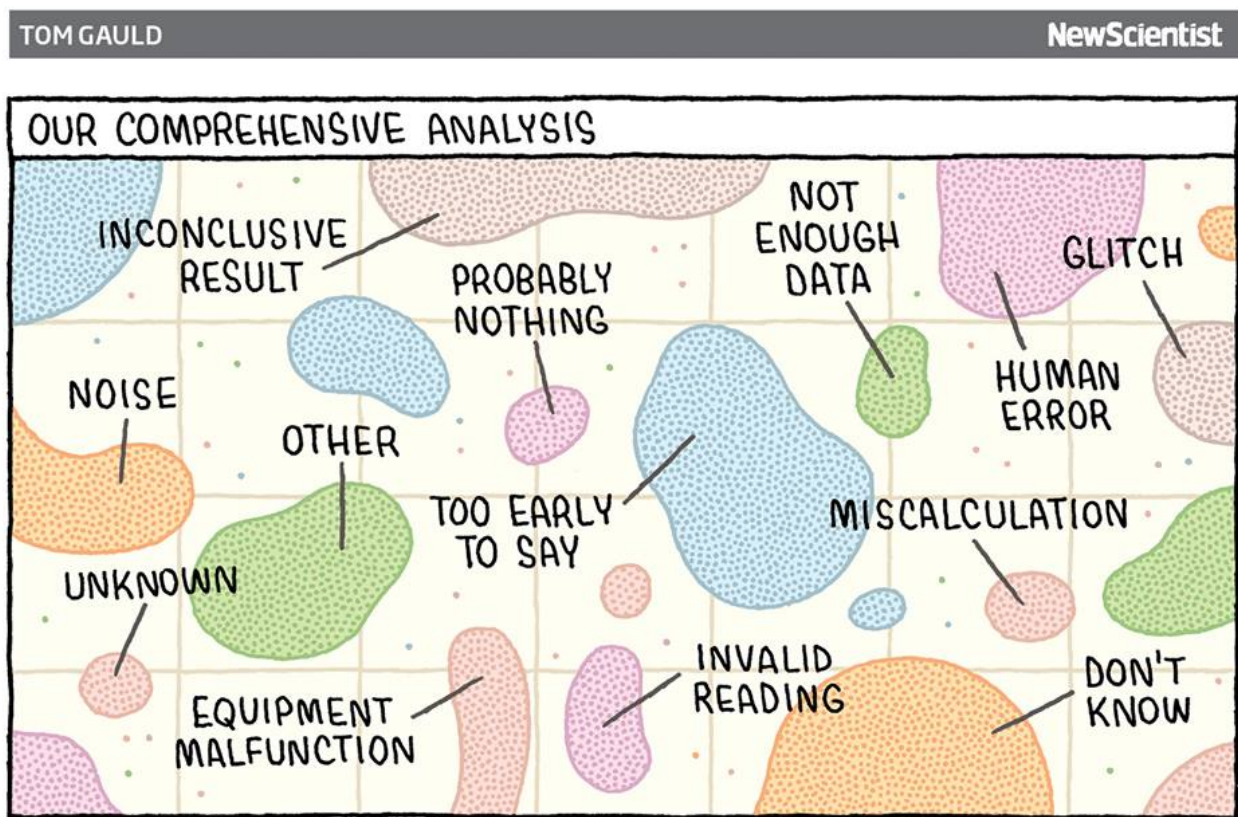 TOM GAULD
NewScientist
OUR COMPREHENSIVE ANALYSIS
INCONCLUSIVE
RESULT
PROBABLY
NOTHING
NOT
ENOUGH
DATA
GLITCH
HUMAN
ERROR
NOISE
OTHER
TOO EARLY
TO SAY
MISCALCULATION
UNKNOWN
EQUIPMENT
MALFUNCTION
INVALID
READING
DON'T
KNOW